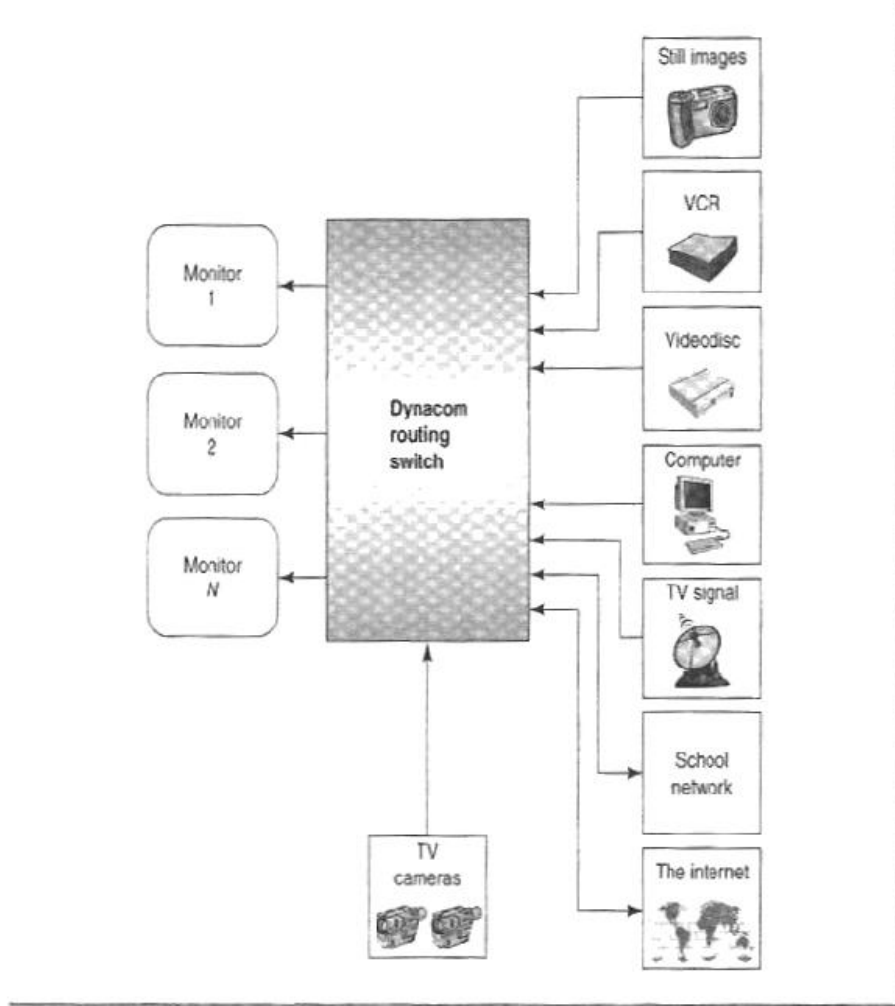 Still images
VCR
Monitor
1
Videodisc
Dynacom
routing
switch
Monitor
2
Computer
Monitor
N
TV signal
School
network
TV
cameras
The internet